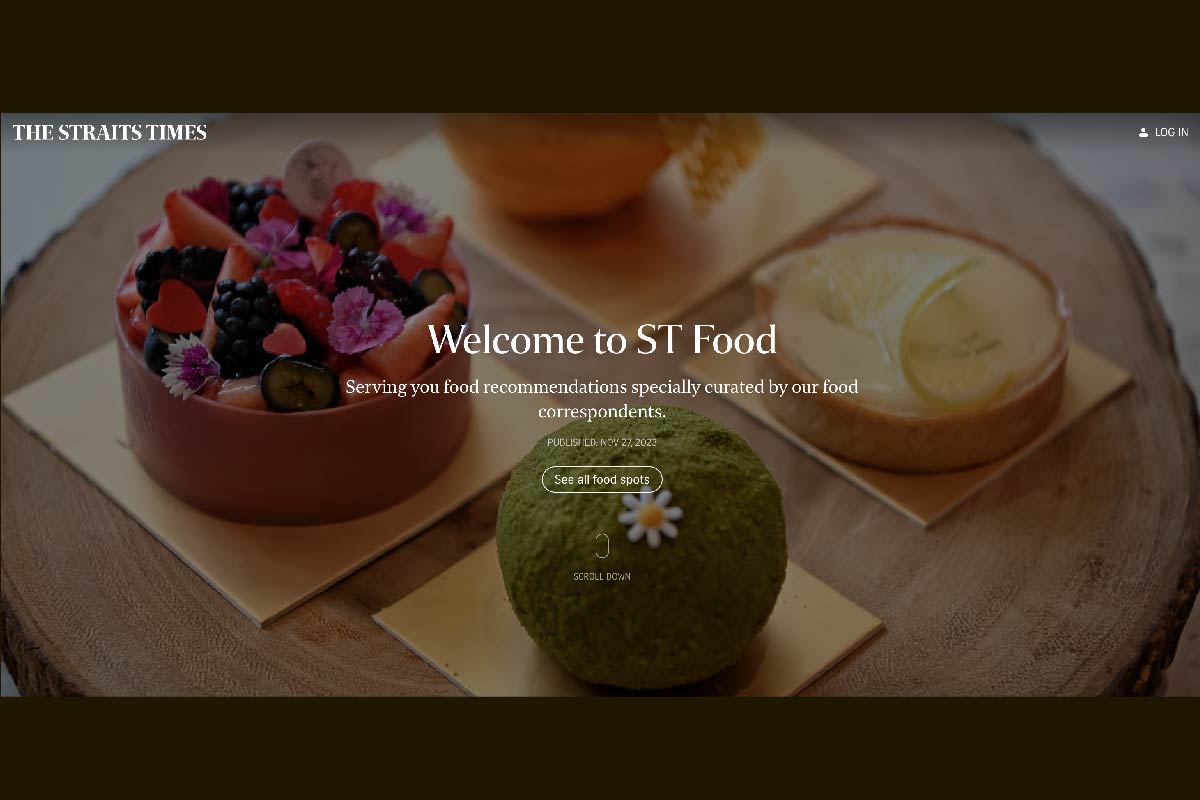 THE STRAITS TIMES
LOG IN
Welcome to ST Food
Serving you food recommendations specially curated by our food
correspondents.
PUBLISHED: NOV 27, 2023
See all food spots
SCROLL DOWN